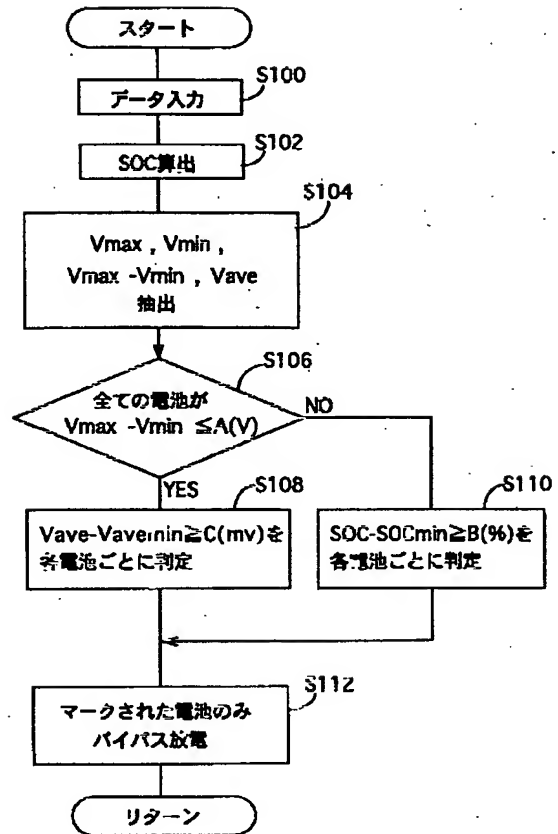 スタート
S100
データ入力
S102
SOC算出
S104
Vmax , Vmin ,
Vmax -Vmin , Vave
抽出
S106
全ての電池が
Vmax -Vmin ≦A(V)
NO
YES
S108
Vave-Vavemin≧C(mv)を
各電池ごとに判定
S110
SOC-SOCmin≧B(%)を
各電池ごとに判定
S112
マークされた電池のみ
バイパス放電
リターン